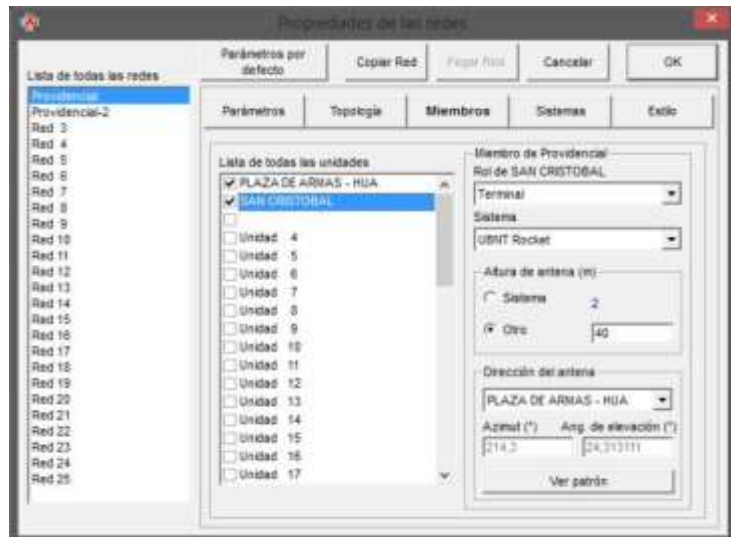 Propiedades de las redes
Lista de todas las redes
Providencial
Providencial-2
Red 3
Red 4
Red 5
Red 6
Red 7
Red 8
Red 9
Red 10
Red 11
Red 12
Red 13
Red 14
Red 15
Red 16
Red 17
Red 18
Red 19
Red 20
Red 21
Red 22
Red 23
Red 24
Red 25
Parámetros por defecto
Copiar Red
Pegar Red
Cancelar
OK
Parámetros
Topología
Miembros
Sistemas
Estilo
Lista de todas las unidades
PLAZA DE ARMAS - HUA
SAN CRISTOBAL
Unidad 4
Unidad 5
Unidad 6
Unidad 7
Unidad 8
Unidad 9
Unidad 10
Unidad 11
Unidad 12
Unidad 13
Unidad 14
Unidad 15
Unidad 16
Unidad 17
Miembro de Providencial
Rol de SAN CRISTOBAL
Terminal
Sistema
UBNT Rocket
Altura de antena (m)
Sistema 2
Otro 40
Dirección del antena
PLAZA DE ARMAS - HUA
Azimut (°) Ang. de elevación (°)
214,3 24,313111
Ver patrón